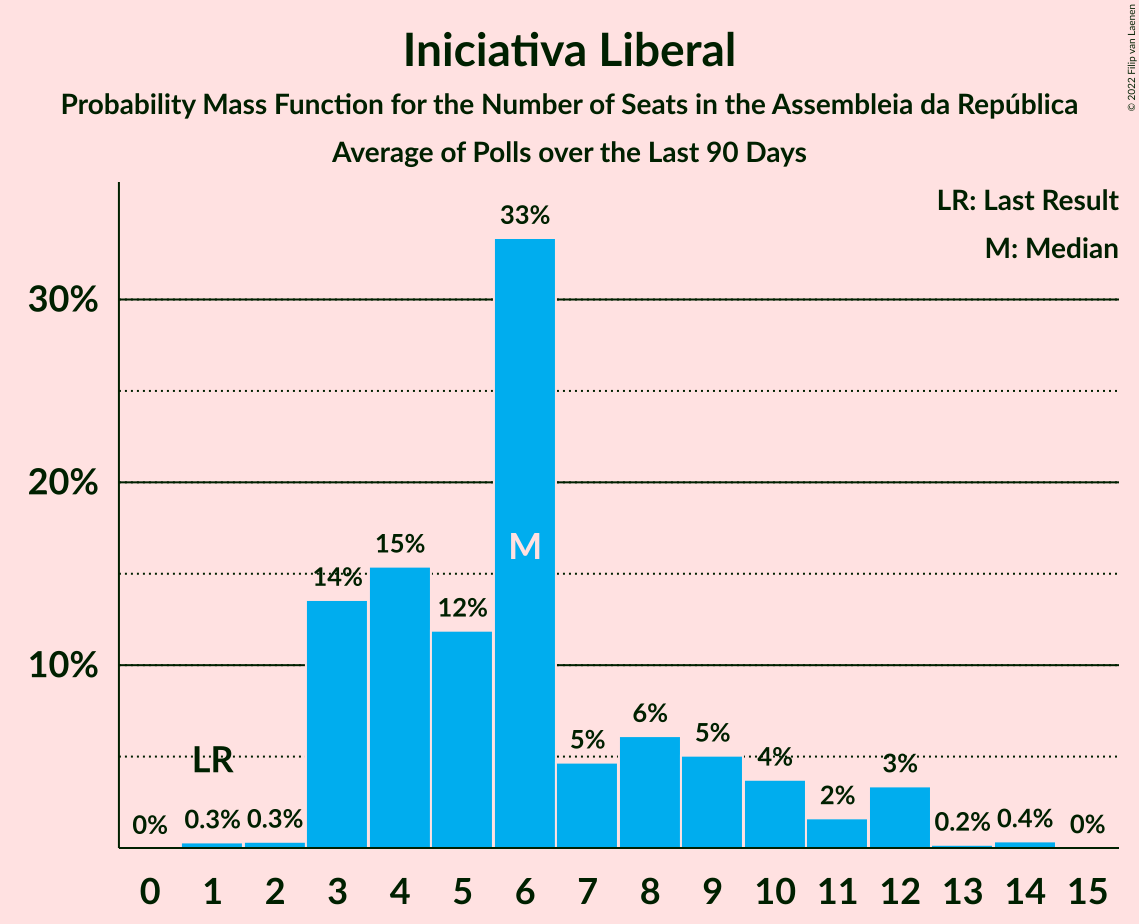 Iniciativa Liberal
Probability Mass Function for the Number of Seats in the Assembleia da República
Average of Polls over the Last 90 Days
© 2022 Filip van Laenen
LR: Last Result
M: Median
33%
30%
20%
M
15%
14%
12%
10%
6%
5%
5%
4%
3%
2%
LR
0%
0.3%
0.3%
0.2%
0.4%
0%
0 1 2 3 4 5 6 7 8 9 10 11 12 13 14 15